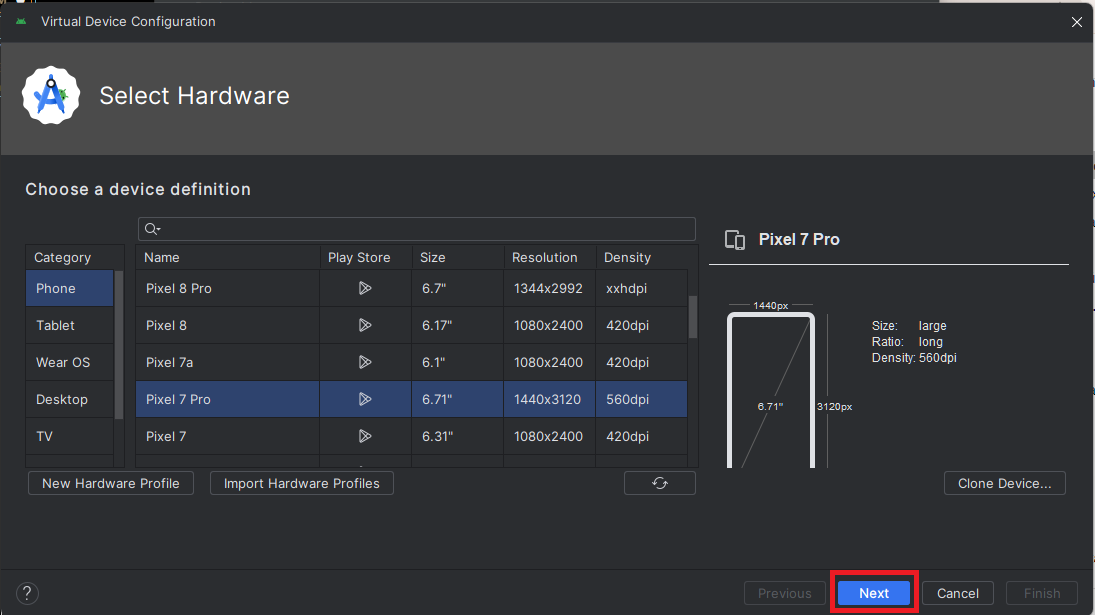 Virtual Device Configuration
Select Hardware
Choose a device definition
Category
Phone
Tablet
Wear OS
Desktop
TV
Name Play Store Size Resolution Density
Pixel 8 Pro 6.7" 1344x2992 xxhdpi
Pixel 8 6.17" 1080x2400 420dpi
Pixel 7a 6.1" 1080x2400 420dpi
Pixel 7 Pro 6.71" 1440x3120 560dpi
Pixel 7 6.31" 1080x2400 420dpi
New Hardware Profile Import Hardware Profiles
Pixel 7 Pro
1440px
6.71"
3120px
Size: large
Ratio: long
Density: 560dpi
Clone Device...
? Previous Next Cancel Finish